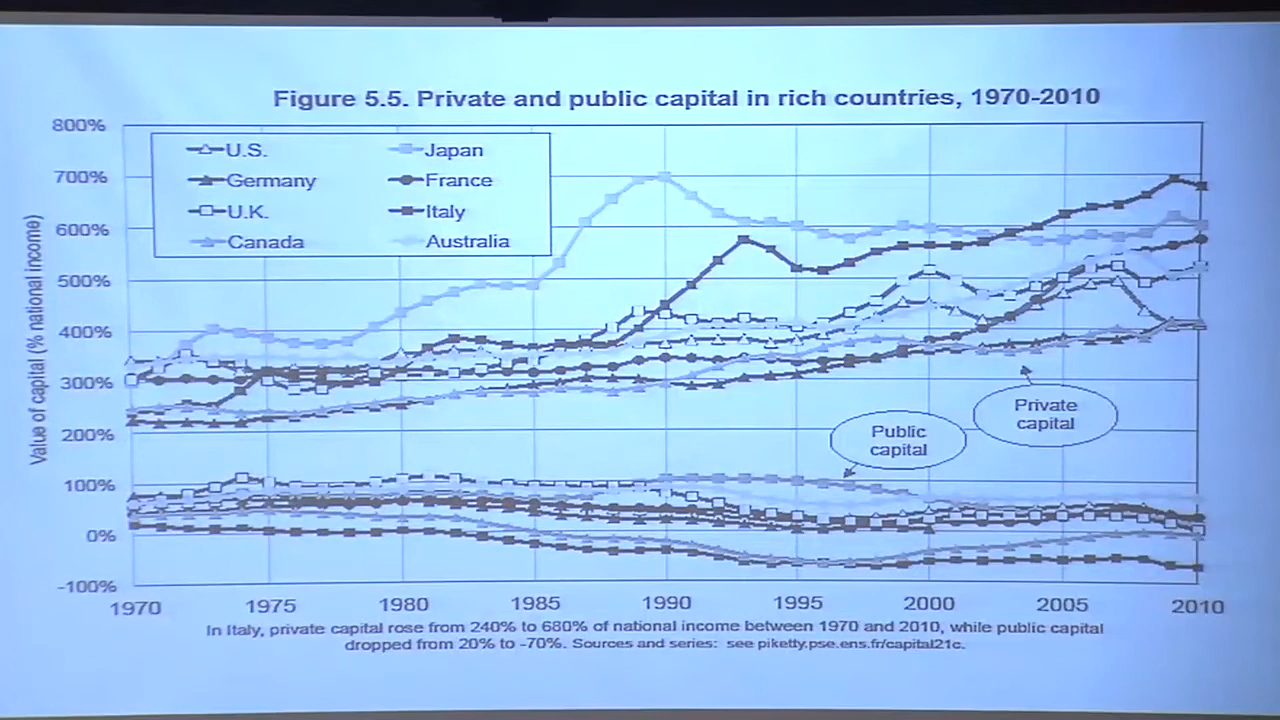 Figure 5.5. Private and public capital in rich countries, 1970-2010
Value of capital (% national income)
800%
700%
600%
500%
400%
300%
200%
100%
0%
-100%
U.S.
Japan
Germany
France
U.K.
Italy
Canada
Australia
Public
capital
Private
capital
1970 1975 1980 1985 1990 1995 2000 2005 2010
In Italy, private capital rose from 240% to 680% of national income between 1970 and 2010, while public capital
dropped from 20% to -70%. Sources and series: see piketty.pse.ens.fr/capital21c.